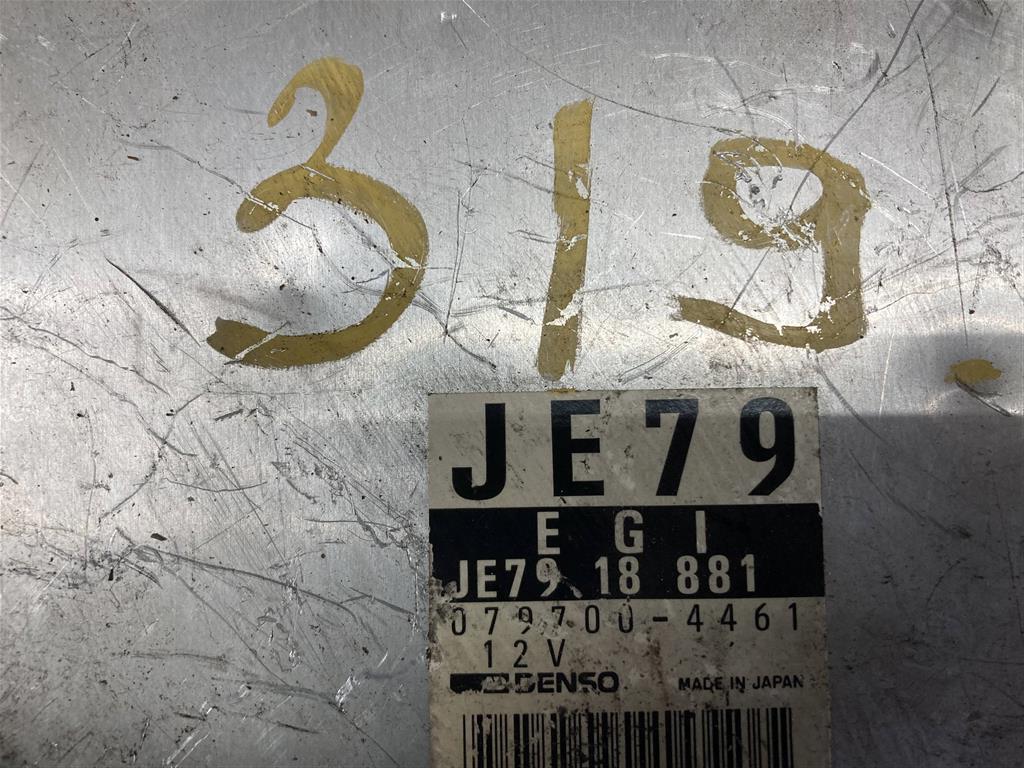 319.
JE79
EGI
JE79 18 881
079700-4461
12V
DENSO MADE IN JAPAN